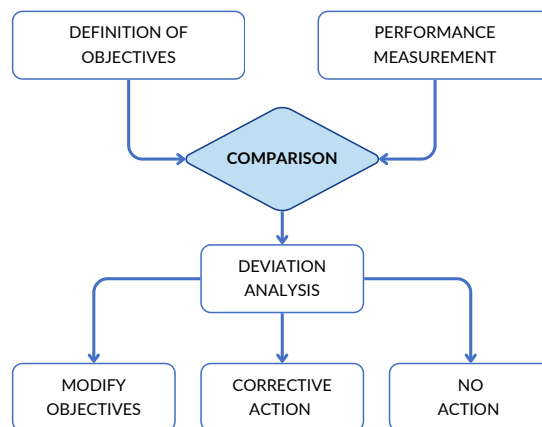 DEFINITION OF
OBJECTIVES
PERFORMANCE
MEASUREMENT
COMPARISON
DEVIATION
ANALYSIS
MODIFY
OBJECTIVES
CORRECTIVE
ACTION
NO
ACTION